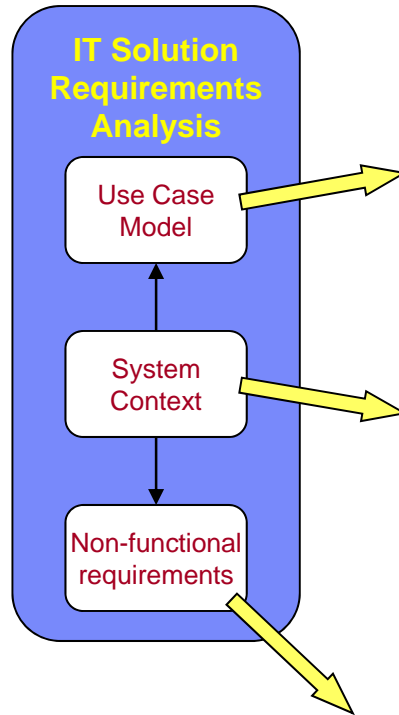 IT Solution
Requirements
Analysis
Use Case
Model
System
Context
Non-functional
requirements